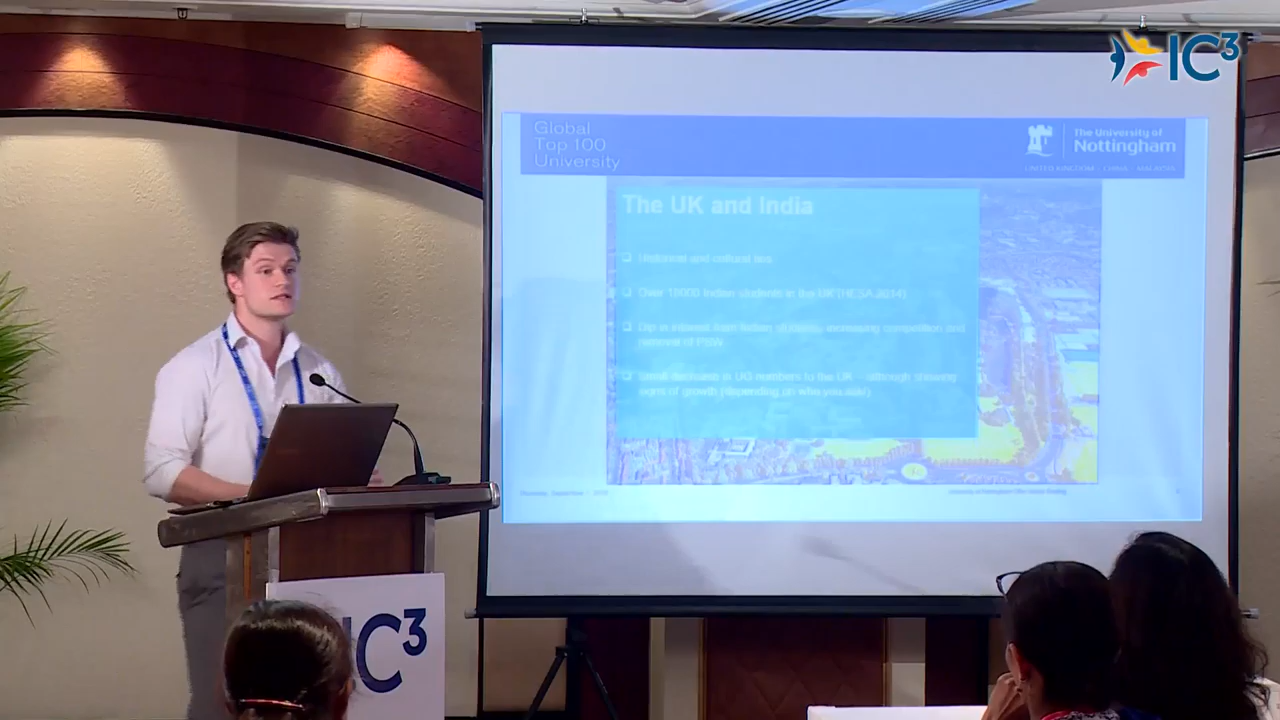 IC3
Global
Top 100
University
The University of
Nottingham
UNITED KINGDOM · CHINA · MALAYSIA
The UK and India
Historical and cultural ties
Indian students in the UK (HESA 2014)
Dip in interest from Indian students, increasing competition and
removal of PSW
decrease in UG numbers to the UK – although showing
signs of growth (depending on who you ask!)
IC3